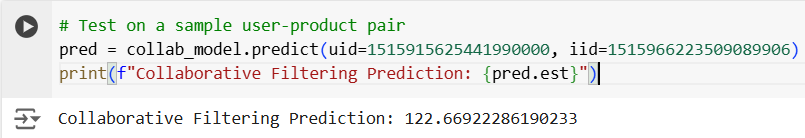 # Test on a sample user-product pair
pred = collab_model.predict(uid=1515915625441990000, iid=1515966223509089906)
print(f"Collaborative Filtering Prediction: {pred.est}")
Collaborative Filtering Prediction: 122.66922286190233